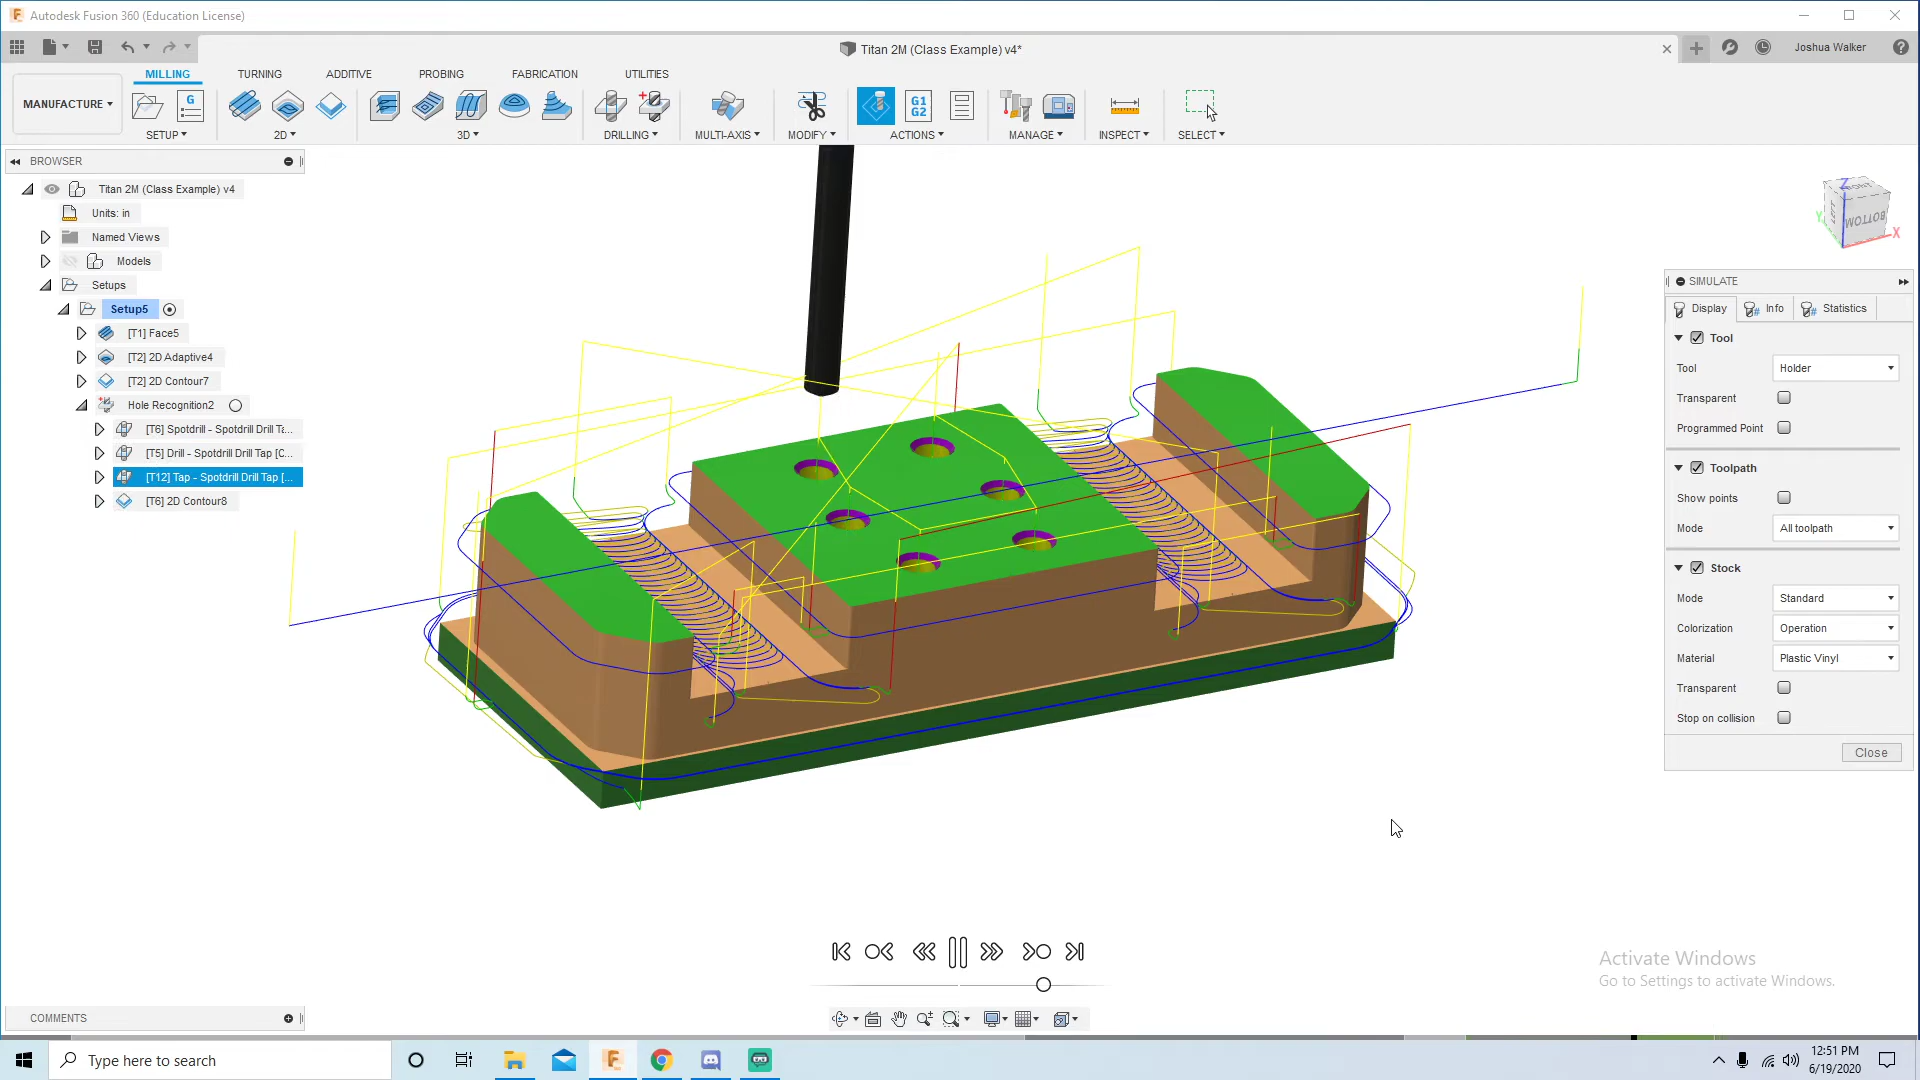 Autodesk Fusion 360 (Education License)
Titan 2M (Class Example) v4*
Joshua Walker
MILLING
TURNING
ADDITIVE
PROBING
FABRICATION
UTILITIES
MANUFACTURE
G
G1
G2
SETUP
2D
3D
DRILLING
MULTI-AXIS
MODIFY
ACTIONS
MANAGE
INSPECT
SELECT
BROWSER
Titan 2M (Class Example) v4
Units: in
Named Views
Models
Setups
Setup5
[T1] Face5
[T2] 2D Adaptive4
[T2] 2D Contour7
Hole Recognition2
[T6] Spotdrill - Spotdrill Drill Ta...
[T5] Drill - Spotdrill Drill Tap [C...
[T12] Tap - Spotdrill Drill Tap [...
[T6] 2D Contour8
Z
Y
X
LEFT
BOTTOM
SIMULATE
Display
Info
Statistics
Tool
Tool
Holder
Transparent
Programmed Point
Toolpath
Show points
Mode
All toolpath
Stock
Mode
Standard
Colorization
Operation
Material
Plastic Vinyl
Transparent
Stop on collision
Close
Activate Windows
Go to Settings to activate Windows.
COMMENTS
Type here to search
12:51 PM
6/19/2020